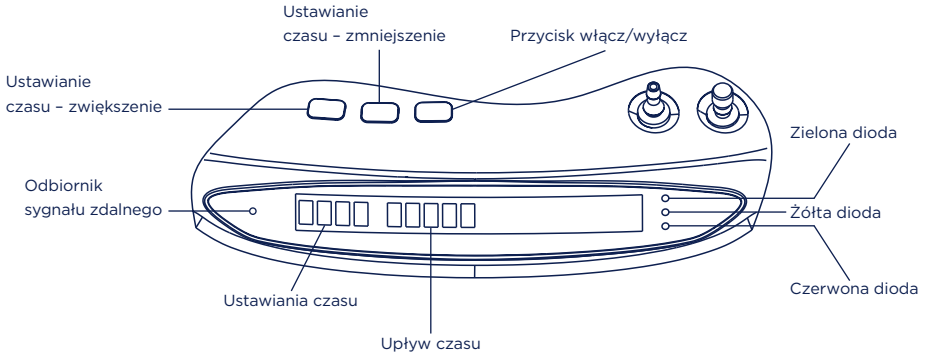 Ustawianie
czasu – zmniejszenie
Przycisk włącz/wyłącz
Ustawianie
czasu – zwiększenie
Zielona dioda
Odbiornik
sygnału zdalnego
Żółta dioda
Czerwona dioda
Ustawiania czasu
Upływ czasu